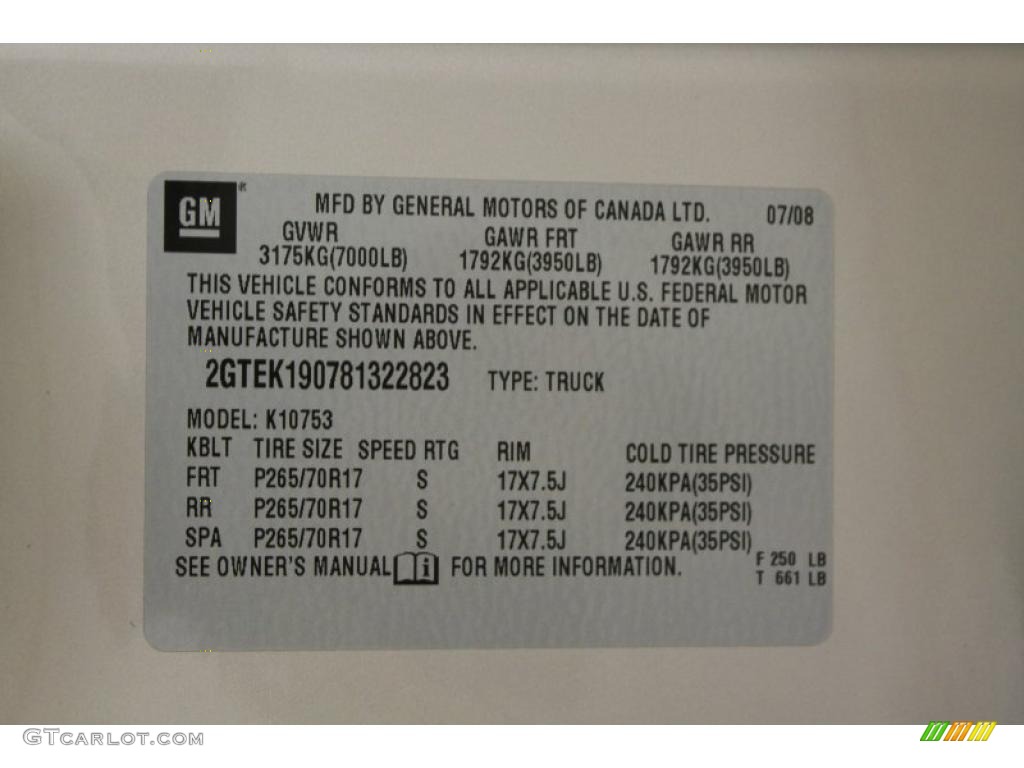 GM®
MFD BY GENERAL MOTORS OF CANADA LTD. 07/08
GVWR GAWR FRT GAWR RR
3175KG(7000LB) 1792KG(3950LB) 1792KG(3950LB)
THIS VEHICLE CONFORMS TO ALL APPLICABLE U.S. FEDERAL MOTOR
VEHICLE SAFETY STANDARDS IN EFFECT ON THE DATE OF
MANUFACTURE SHOWN ABOVE.
2GTEK190781322823 TYPE: TRUCK
MODEL: K10753
KBLT TIRE SIZE SPEED RTG RIM COLD TIRE PRESSURE
FRT P265/70R17 S 17X7.5J 240KPA(35PSI)
RR P265/70R17 S 17X7.5J 240KPA(35PSI)
SPA P265/70R17 S 17X7.5J 240KPA(35PSI)
SEE OWNER'S MANUAL i FOR MORE INFORMATION.
F 250 LB
T 661 LB
GTCARLOT.COM